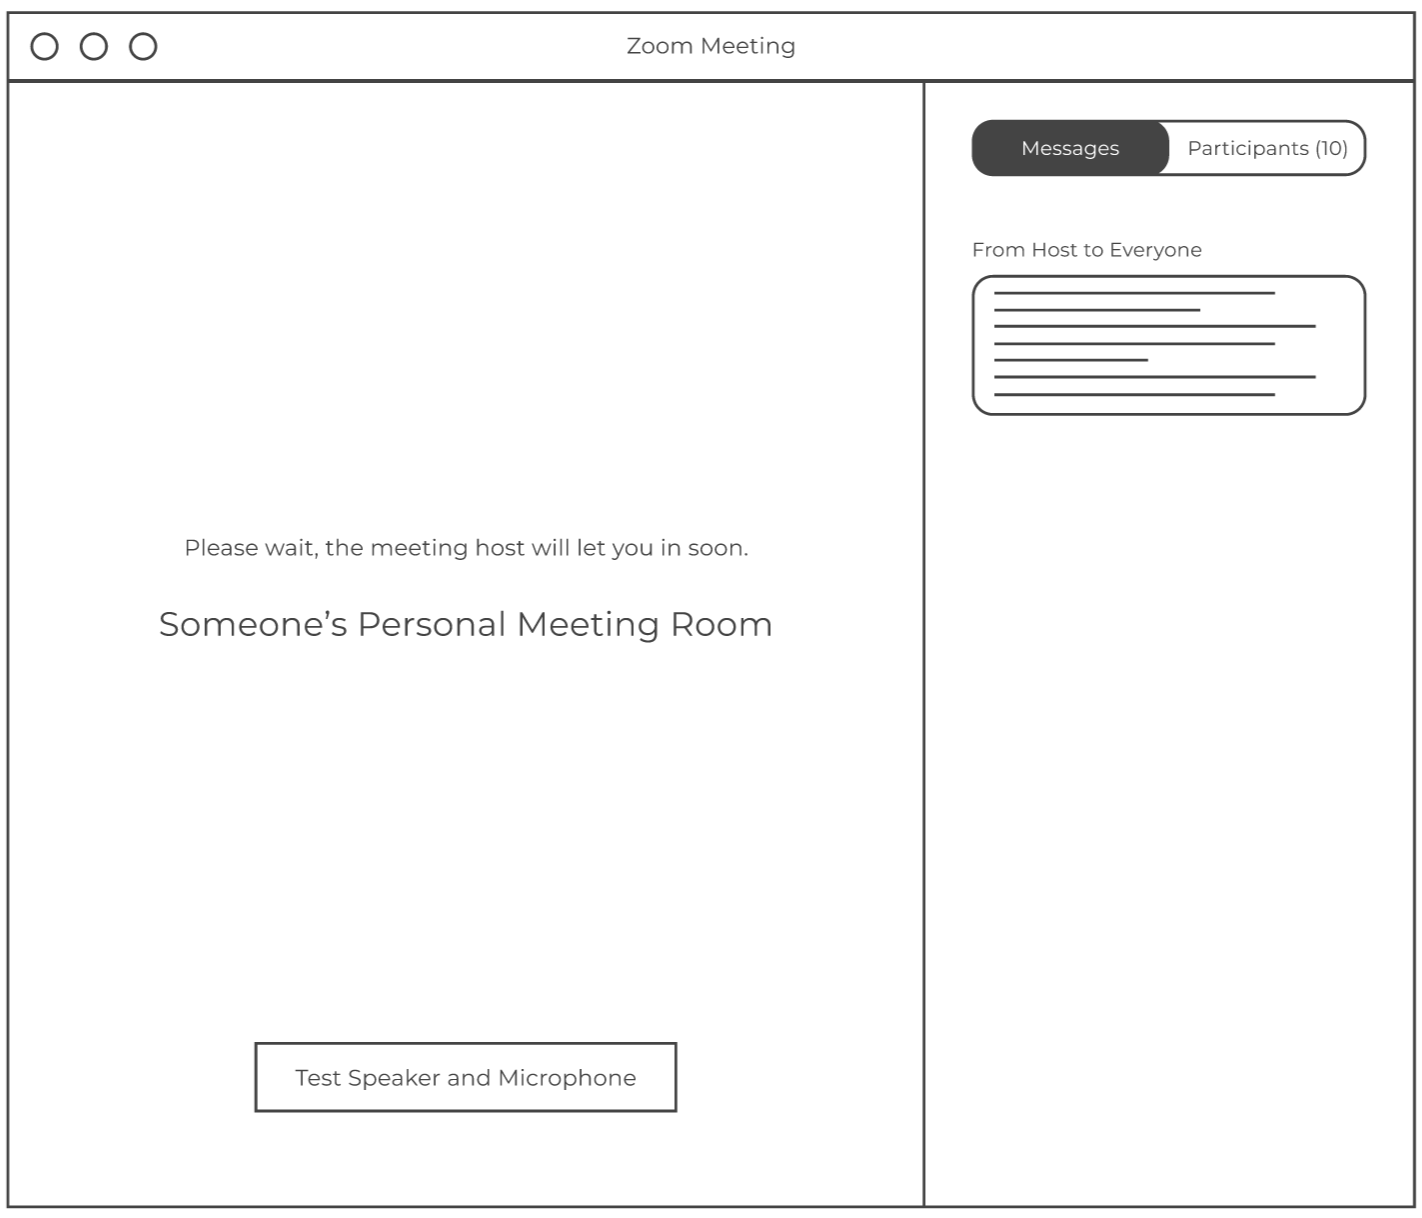 Zoom Meeting
Messages
Participants (10)
From Host to Everyone
Please wait, the meeting host will let you in soon.
Someone’s Personal Meeting Room
Test Speaker and Microphone